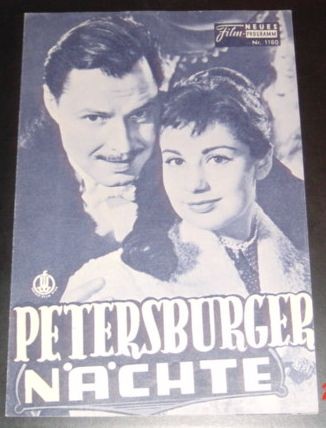 Film-
NEUES
PROGRAMM
Nr. 1180
PETERSBURGER
NÄCHTE